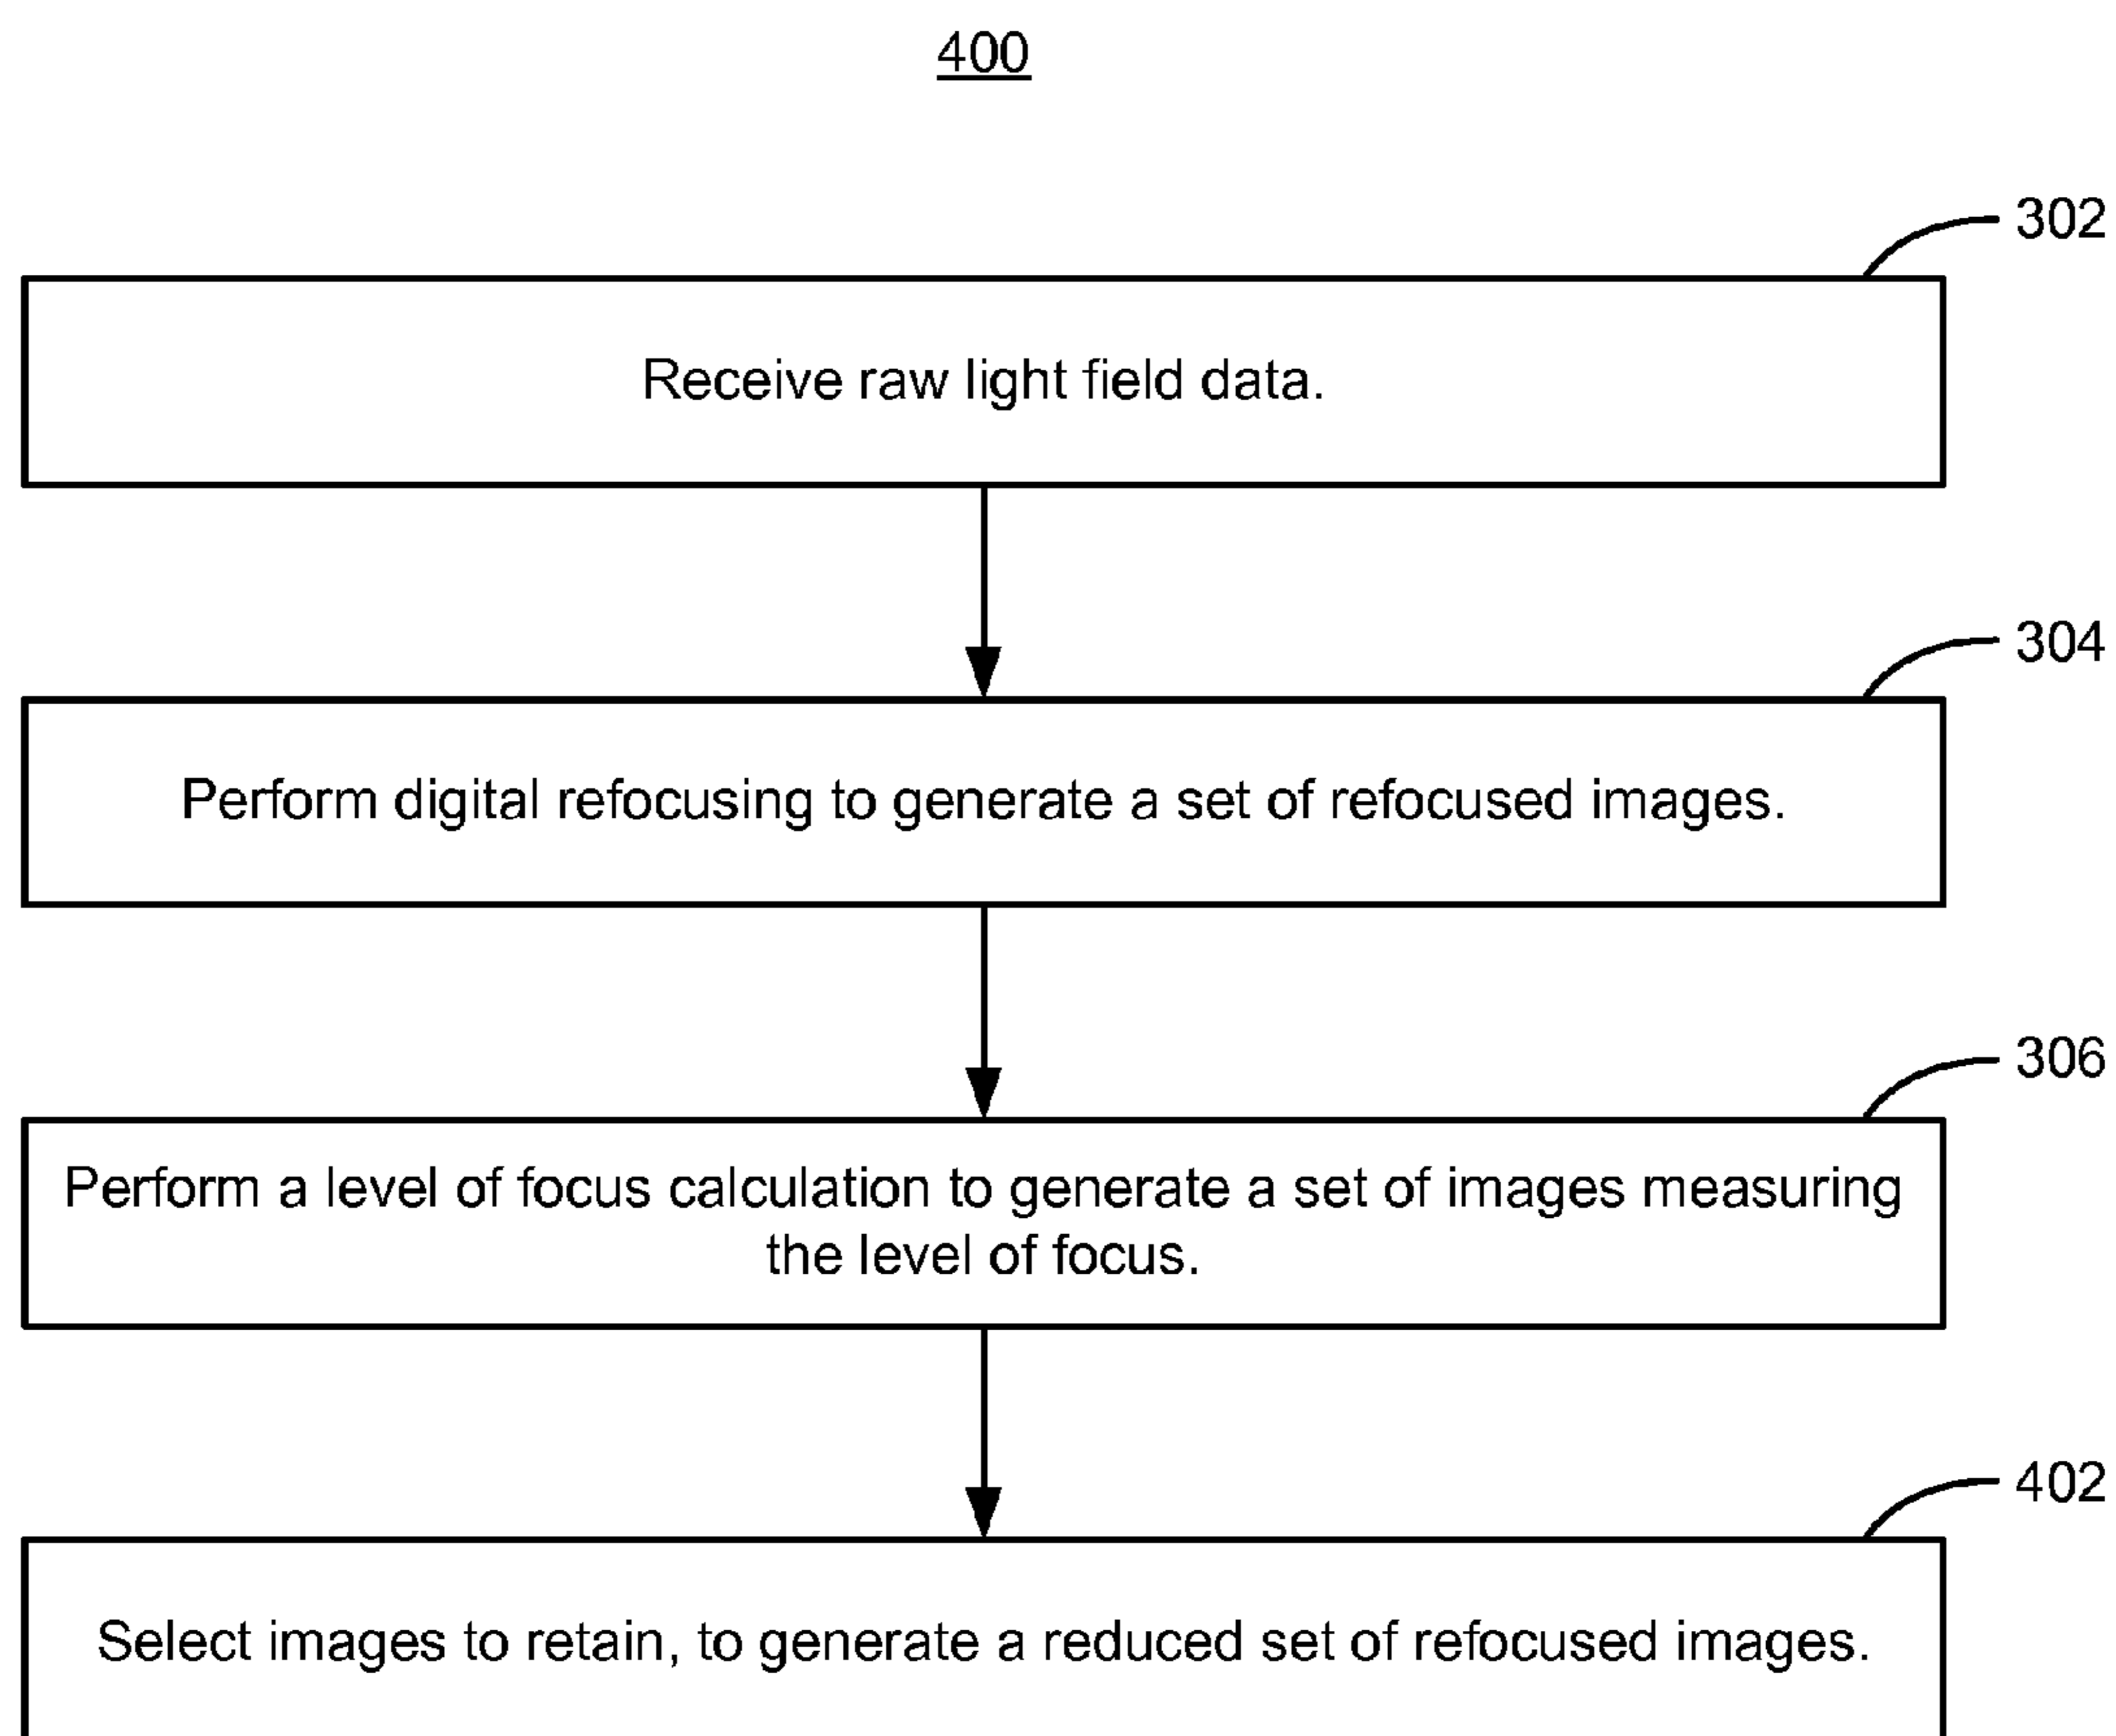 400
302
Receive raw light field data.
304
Perform digital refocusing to generate a set of refocused images.
306
Perform a level of focus calculation to generate a set of images measuring
the level of focus.
402
Select images to retain, to generate a reduced set of refocused images.